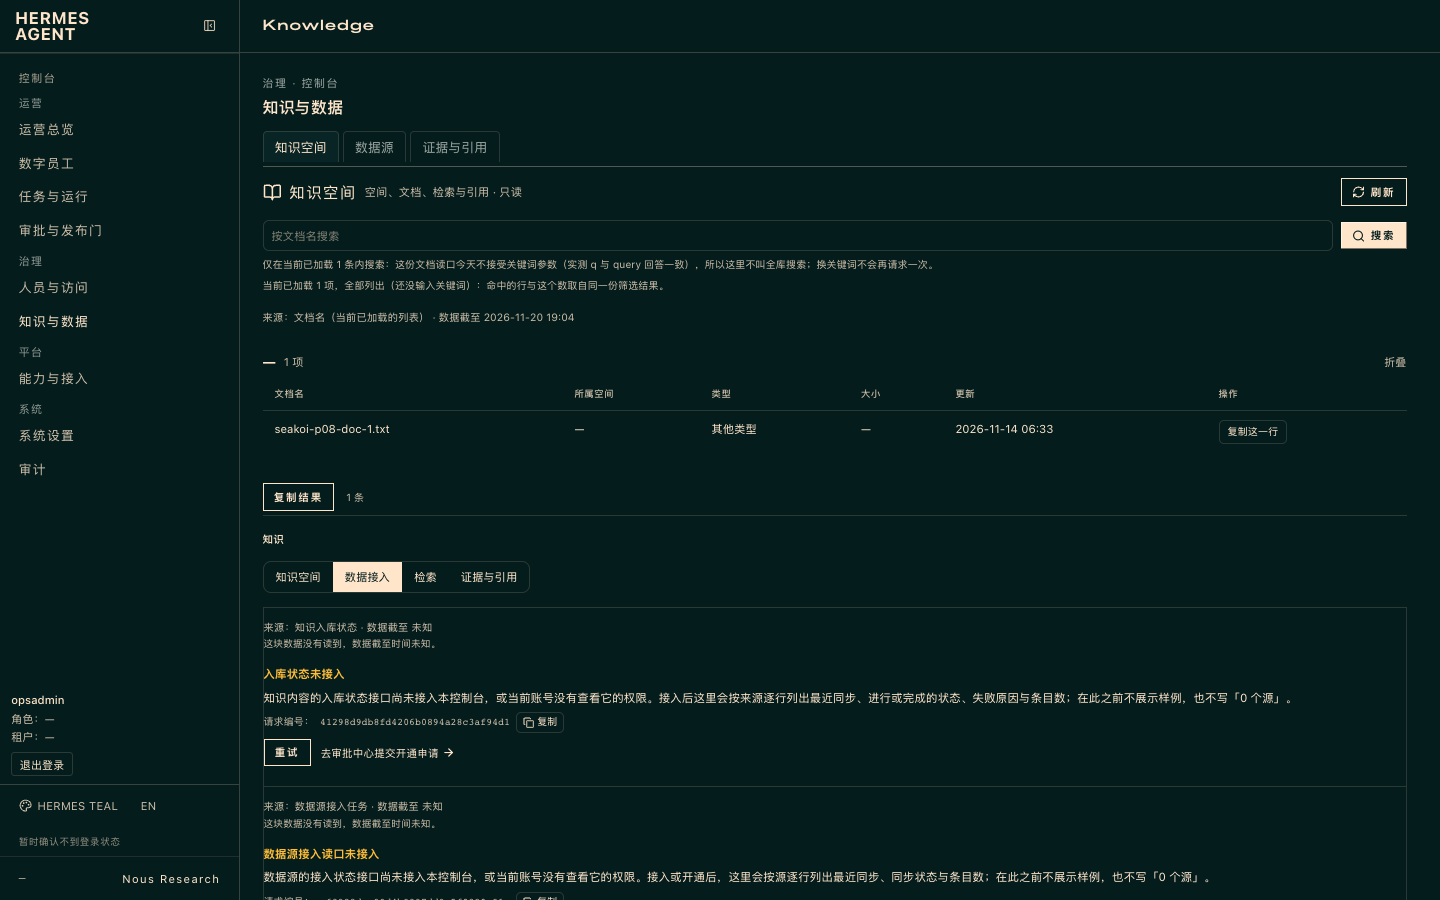 HERMES
AGENT
Knowledge
控制台
运营
运营总览
数字员工
任务与运行
审批与发布门
治理
人员与访问
知识与数据
平台
能力与接入
系统
系统设置
审计
opsadmin
角色: —
租户: —
退出登录
HERMES TEAL EN
暂时确认不到登录状态
— Nous Research
治理 · 控制台
知识与数据
知识空间 数据源 证据与引用
知识空间 空间、文档、检索与引用 · 只读 刷新
按文档名搜索 搜索
仅在当前已加载 1 条内搜索：这份文档读口今天不接受关键词参数（实测 q 与 query 回答一致），所以这里不叫全库搜索；换关键词不会再请求一次。
当前已加载 1 项，全部列出（还没输入关键词）：命中的行与这个数取自同一份筛选结果。
来源：文档名（当前已加载的列表） · 数据截至 2026-11-20 19:04
— 1 项 折叠
文档名 所属空间 类型 大小 更新 操作
seakoi-p08-doc-1.txt — 其他类型 — 2026-11-14 06:33 复制这一行
复制结果 1 条
知识
知识空间 数据接入 检索 证据与引用
来源：知识入库状态 · 数据截至 未知
这块数据没有读到，数据截至时间未知。
入库状态未接入
知识内容的入库状态接口尚未接入本控制台，或当前账号没有查看它的权限。接入后这里会按来源逐行列出最近同步、进行或完成的状态、失败原因与条目数；在此之前不展示样例，也不写「0 个源」。
请求编号： 41298d9db8fd4206b0894a28c3af94d1 复制
重试 去审批中心提交开通申请 →
来源：数据源接入任务 · 数据截至 未知
这块数据没有读到，数据截至时间未知。
数据源接入读口未接入
数据源的接入状态接口尚未接入本控制台，或当前账号没有查看它的权限。接入或开通后，这里会按源逐行列出最近同步、同步状态与条目数；在此之前不展示样例，也不写「0 个源」。